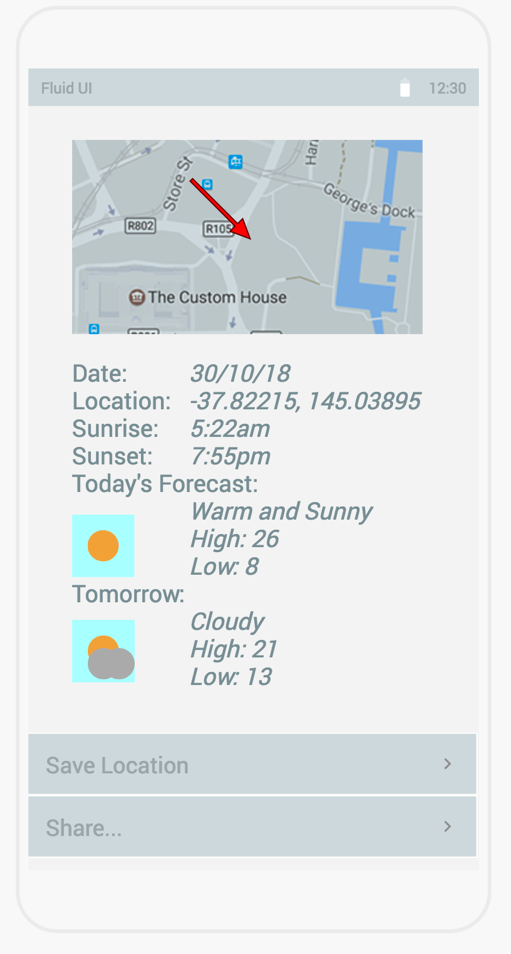 Fluid UI 12:30
Store St
Harl
George's Dock
R802
R105
The Custom House
Date: 30/10/18
Location: -37.82215, 145.03895
Sunrise: 5:22am
Sunset: 7:55pm
Today's Forecast:
Warm and Sunny
High: 26
Low: 8
Tomorrow:
Cloudy
High: 21
Low: 13
Save Location
Share...